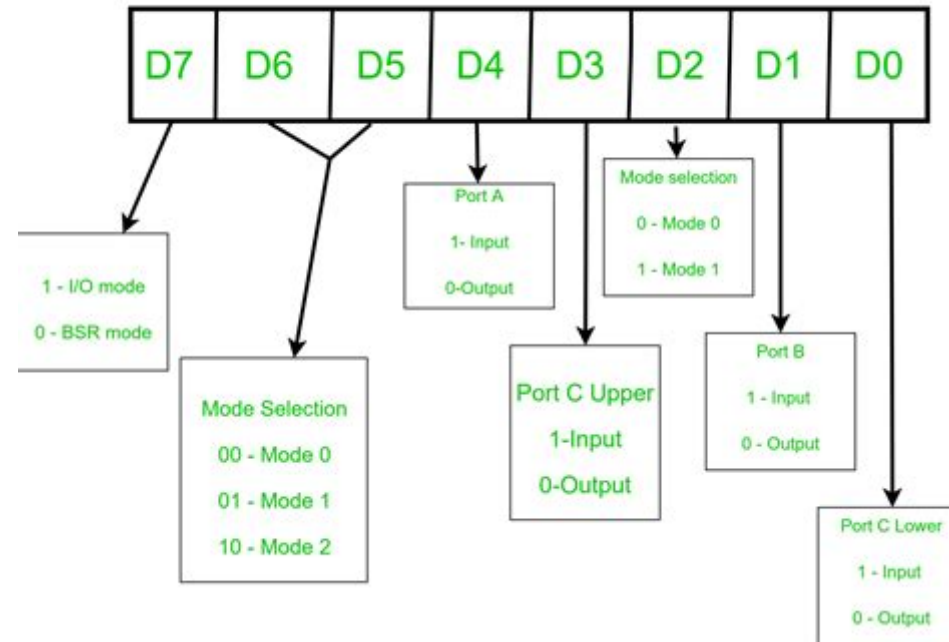 D7 D6 D5 D4 D3 D2 D1 D0
1 - I/O mode
0 - BSR mode
Mode Selection
00 - Mode 0
01 - Mode 1
10 - Mode 2
Port A
1- Input
0-Output
Port C Upper
1-Input
0-Output
Mode selection
0 - Mode 0
1 - Mode 1
Port B
1 - Input
0 - Output
Port C Lower
1 - Input
0 - Output